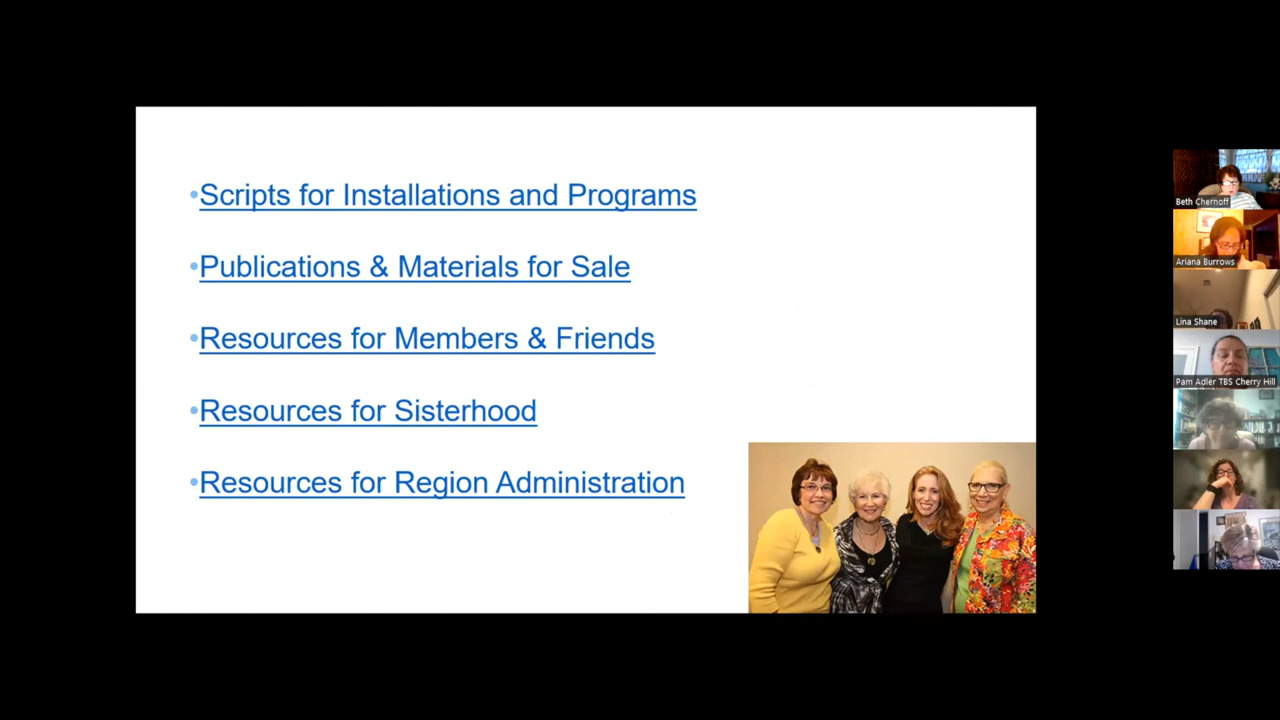 •Scripts for Installations and Programs
•Publications & Materials for Sale
•Resources for Members & Friends
•Resources for Sisterhood
•Resources for Region Administration
Beth Chernoff
Ariana Burrows
Lina Shane
Pam Adler TBS Cherry Hill